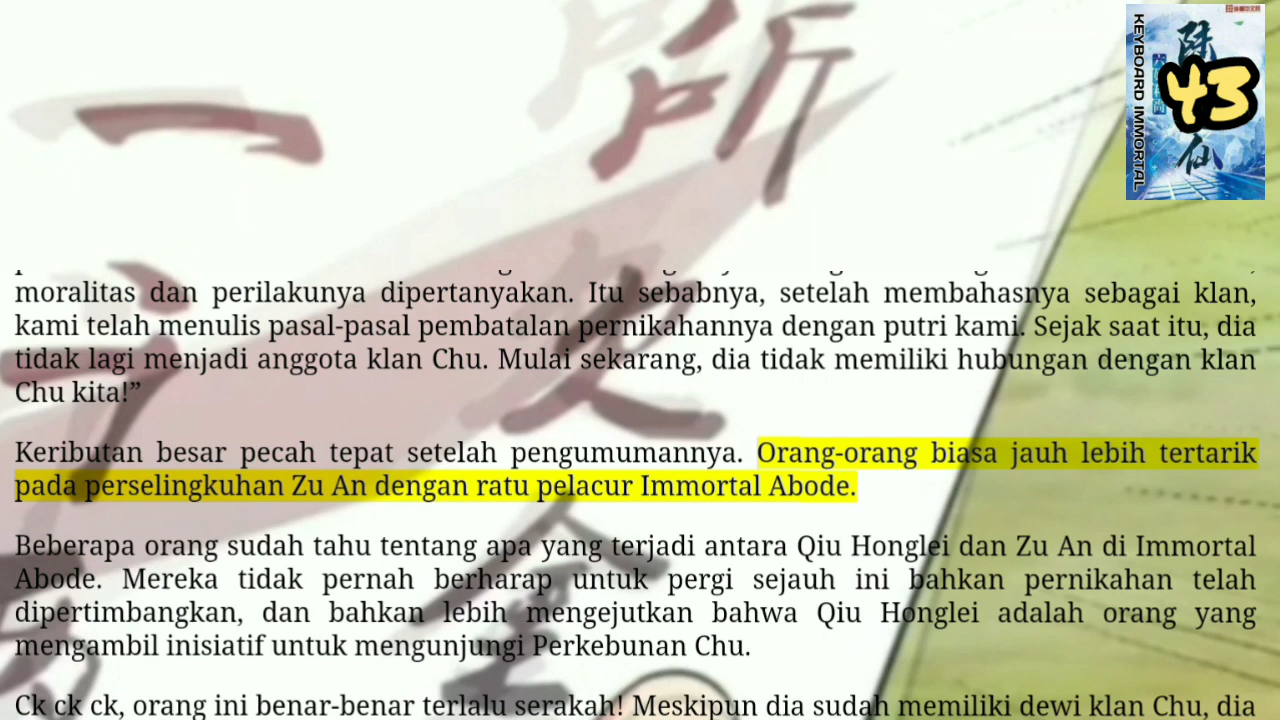 KEYBOARD IMMORTAL
43
仙
moralitas dan perilakunya dipertanyakan. Itu sebabnya, setelah membahasnya sebagai klan,
kami telah menulis pasal-pasal pembatalan pernikahannya dengan putri kami. Sejak saat itu, dia
tidak lagi menjadi anggota klan Chu. Mulai sekarang, dia tidak memiliki hubungan dengan klan
Chu kita!”
Keributan besar pecah tepat setelah pengumumannya. Orang-orang biasa jauh lebih tertarik
pada perselingkuhan Zu An dengan ratu pelacur Immortal Abode.
Beberapa orang sudah tahu tentang apa yang terjadi antara Qiu Honglei dan Zu An di Immortal
Abode. Mereka tidak pernah berharap untuk pergi sejauh ini bahkan pernikahan telah
dipertimbangkan, dan bahkan lebih mengejutkan bahwa Qiu Honglei adalah orang yang
mengambil inisiatif untuk mengunjungi Perkebunan Chu.
Ck ck ck, orang ini benar-benar terlalu serakah! Meskipun dia sudah memiliki dewi klan Chu, dia